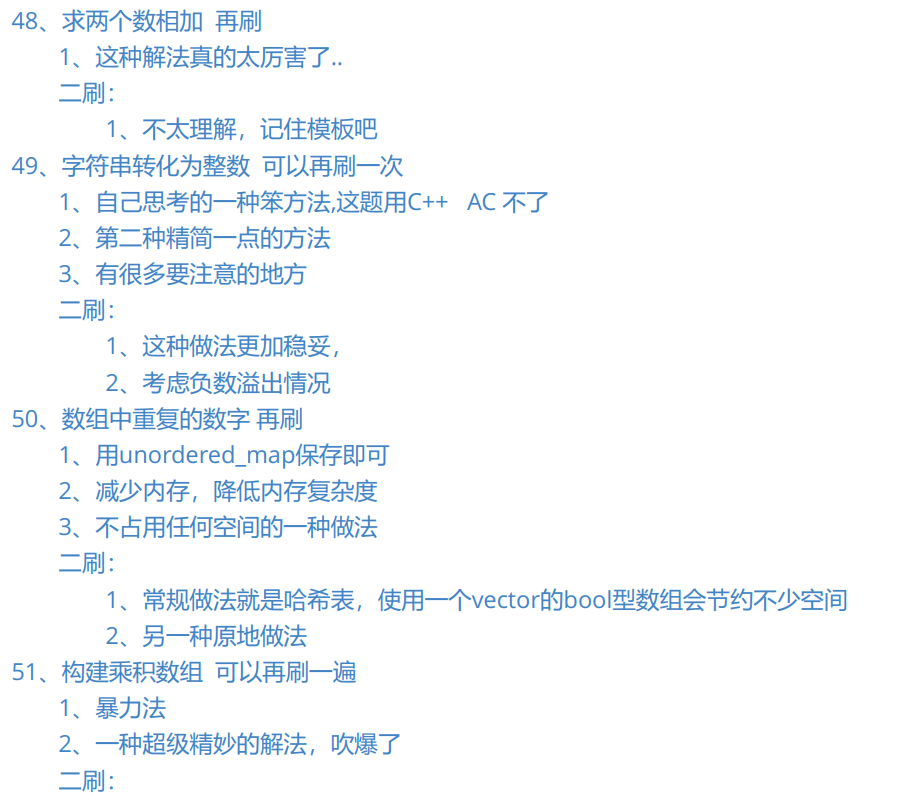 48、求两个数相加  再刷
1、这种解法真的太厉害了..
二刷：
1、不太理解，记住模板吧
49、字符串转化为整数  可以再刷一次
1、自己思考的一种笨方法,这题用C++   AC 不了
2、第二种精简一点的方法
3、有很多要注意的地方
二刷：
1、这种做法更加稳妥，
2、考虑负数溢出情况
50、数组中重复的数字 再刷
1、用unordered_map保存即可
2、减少内存，降低内存复杂度
3、不占用任何空间的一种做法
二刷：
1、常规做法就是哈希表，使用一个vector的bool型数组会节约不少空间
2、另一种原地做法
51、构建乘积数组  可以再刷一遍
1、暴力法
2、一种超级精妙的解法，吹爆了
二刷：